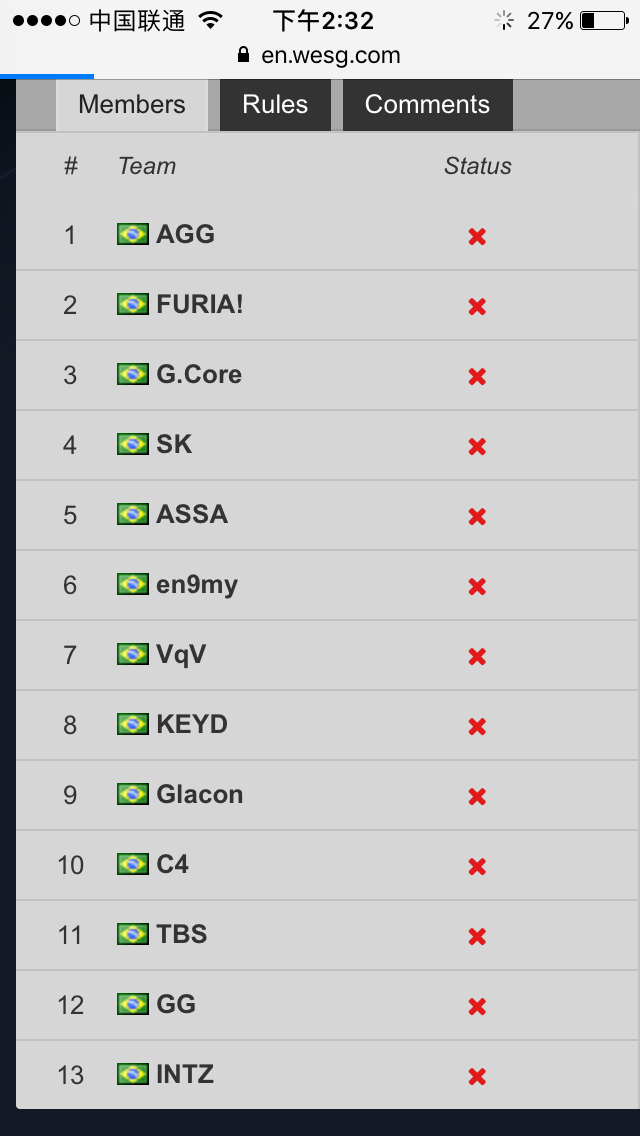 中国联通 下午2:32 27%
en.wesg.com
Members Rules Comments
# Team Status
1 AGG
2 FURIA!
3 G.Core
4 SK
5 ASSA
6 en9my
7 VqV
8 KEYD
9 Glacon
10 C4
11 TBS
12 GG
13 INTZ